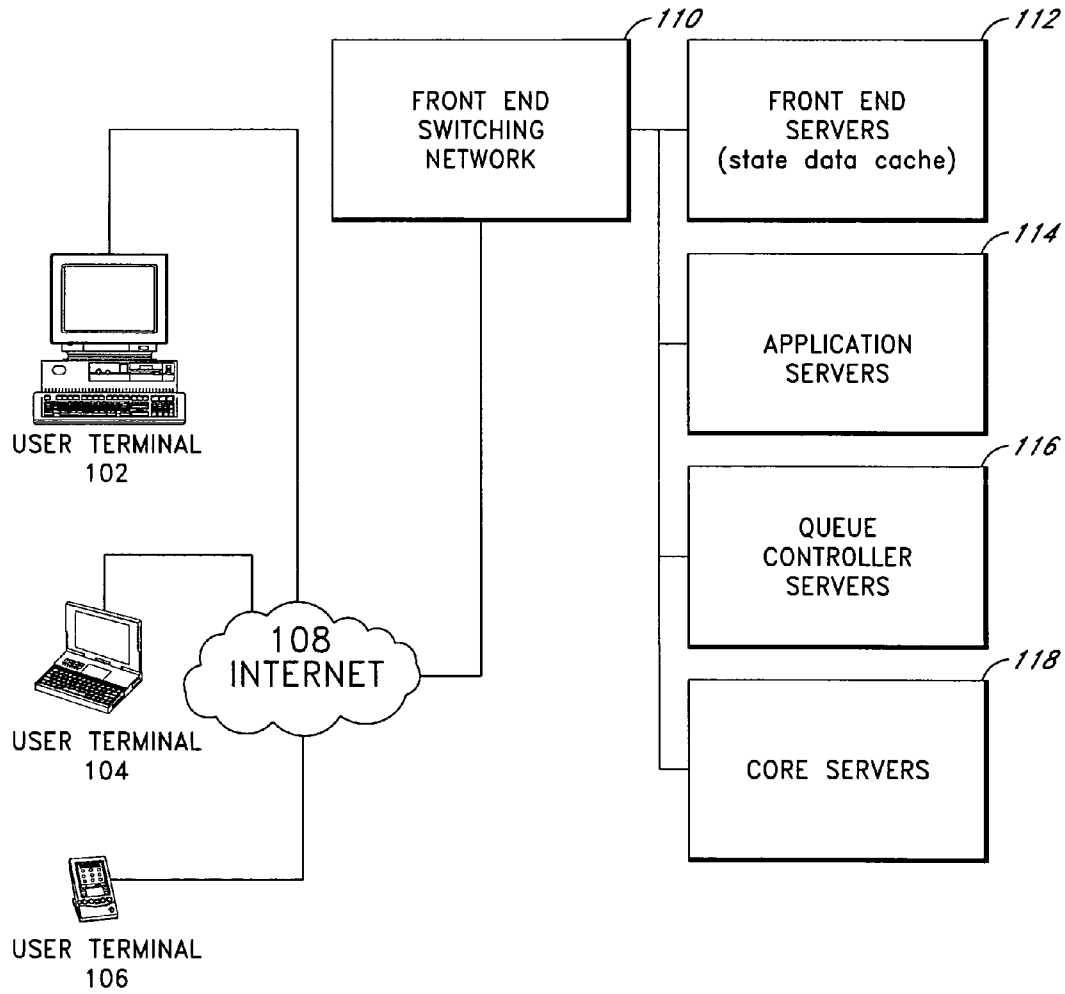 110
FRONT END
SWITCHING
NETWORK
112
FRONT END
SERVERS
(state data cache)
114
APPLICATION
SERVERS
116
QUEUE
CONTROLLER
SERVERS
118
CORE SERVERS
USER TERMINAL
102
108
INTERNET
USER TERMINAL
104
USER TERMINAL
106